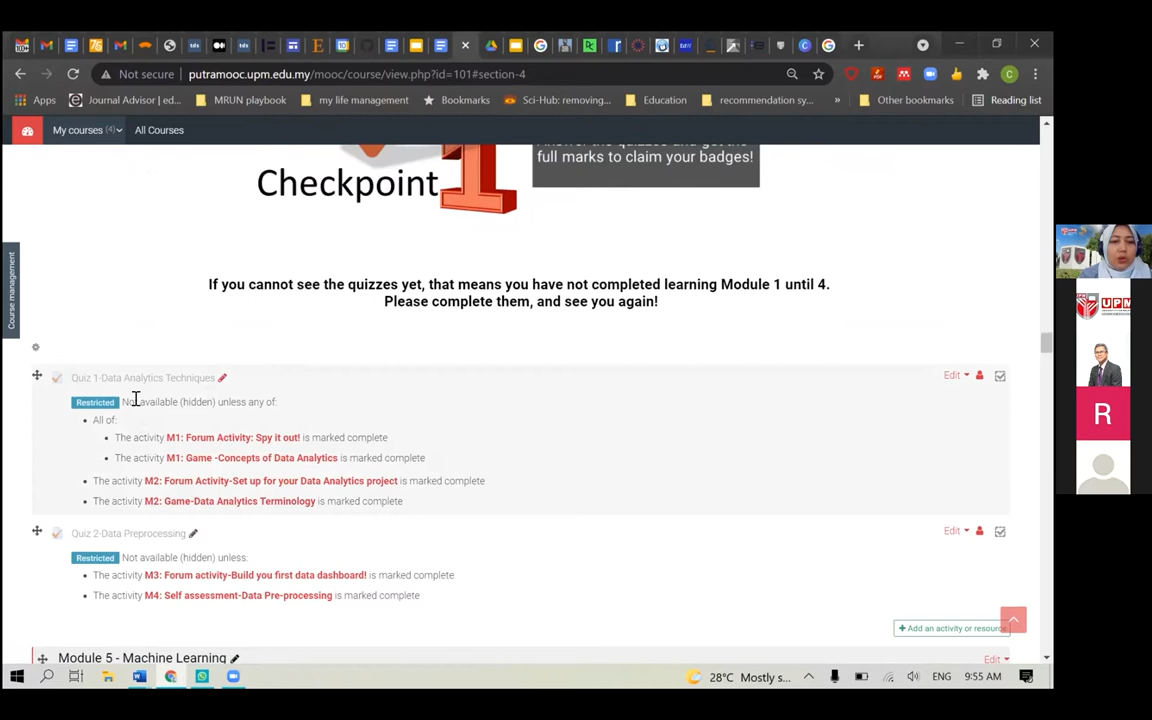 Not secure putramooc.upm.edu.my/mooc/course/view.php?id=101#section-4
Apps Journal Advisor | ed... MRUN playbook my life management Bookmarks Sci-Hub: removing... Education recommendation sy... » Other bookmarks Reading list
My courses (4) All Courses
full marks to claim your badges!
Checkpoint 1
Course management
If you cannot see the quizzes yet, that means you have not completed learning Module 1 until 4.
Please complete them, and see you again!
Quiz 1-Data Analytics Techniques Edit
Restricted Not available (hidden) unless any of:
All of:
The activity M1: Forum Activity: Spy it out! is marked complete
The activity M1: Game -Concepts of Data Analytics is marked complete
The activity M2: Forum Activity-Set up for your Data Analytics project is marked complete
The activity M2: Game-Data Analytics Terminology is marked complete
Quiz 2-Data Preprocessing Edit
Restricted Not available (hidden) unless:
The activity M3: Forum activity-Build you first data dashboard! is marked complete
The activity M4: Self assessment-Data Pre-processing is marked complete
+ Add an activity or resource
Module 5 - Machine Learning Edit
28°C Mostly s... ENG 9:55 AM
UPM
R